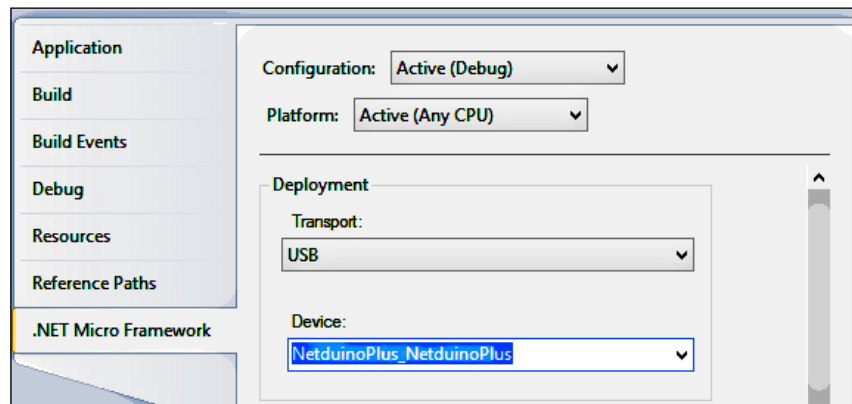 Application
Build
Build Events
Debug
Resources
Reference Paths
.NET Micro Framework
Configuration: Active (Debug)
Platform: Active (Any CPU)
Deployment
Transport:
USB
Device:
NetduinoPlus_NetduinoPlus